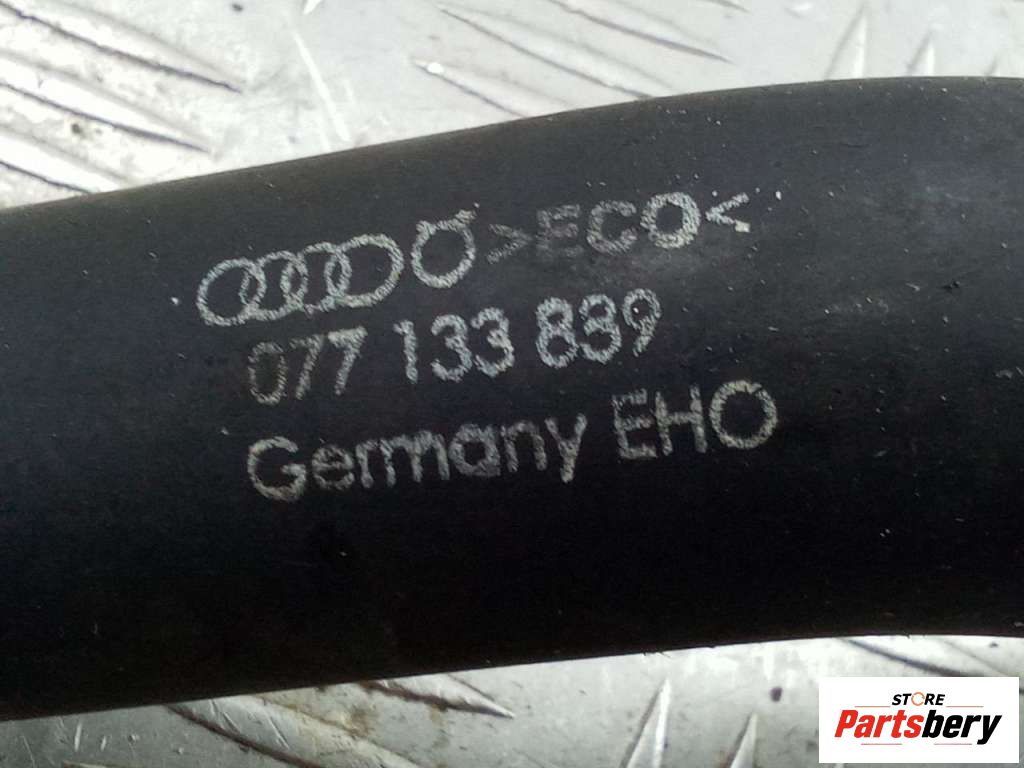 >ECO<
077 133 839
Germany EHO
STORE
Partsbery